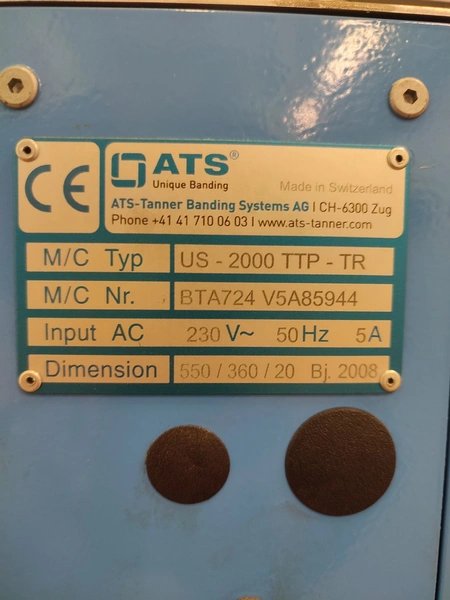 CE
ATS®
Unique Banding
Made in Switzerland
ATS-Tanner Banding Systems AG | CH-6300 Zug
Phone +41 41 710 06 03 | www.ats-tanner.com
M/C Typ US - 2000 TTP - TR
M/C Nr. BTA724 V5A85944
Input AC 230 V~ 50 Hz 5 A
Dimension 550 / 360 / 20 Bj. 2008